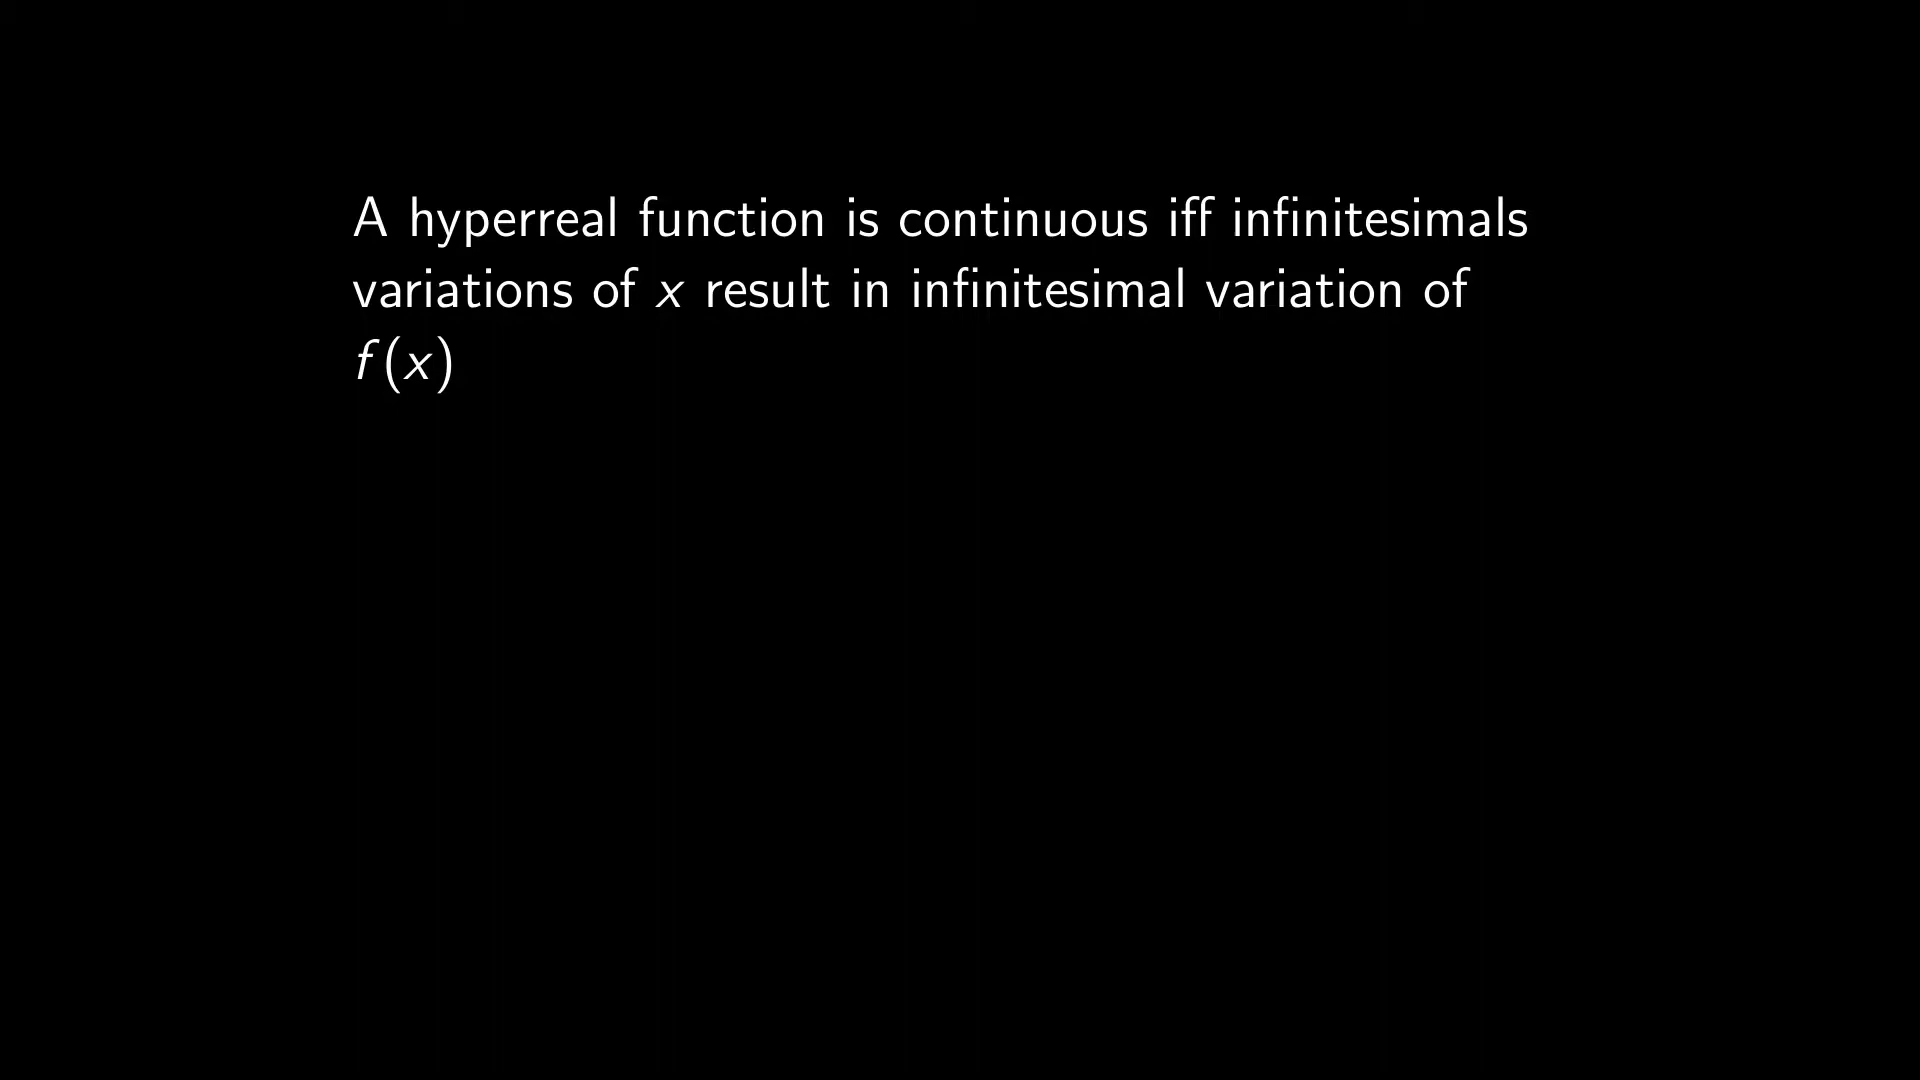 A hyperreal function is continuous iff infinitesimals
variations of x result in infinitesimal variation of
f(x)